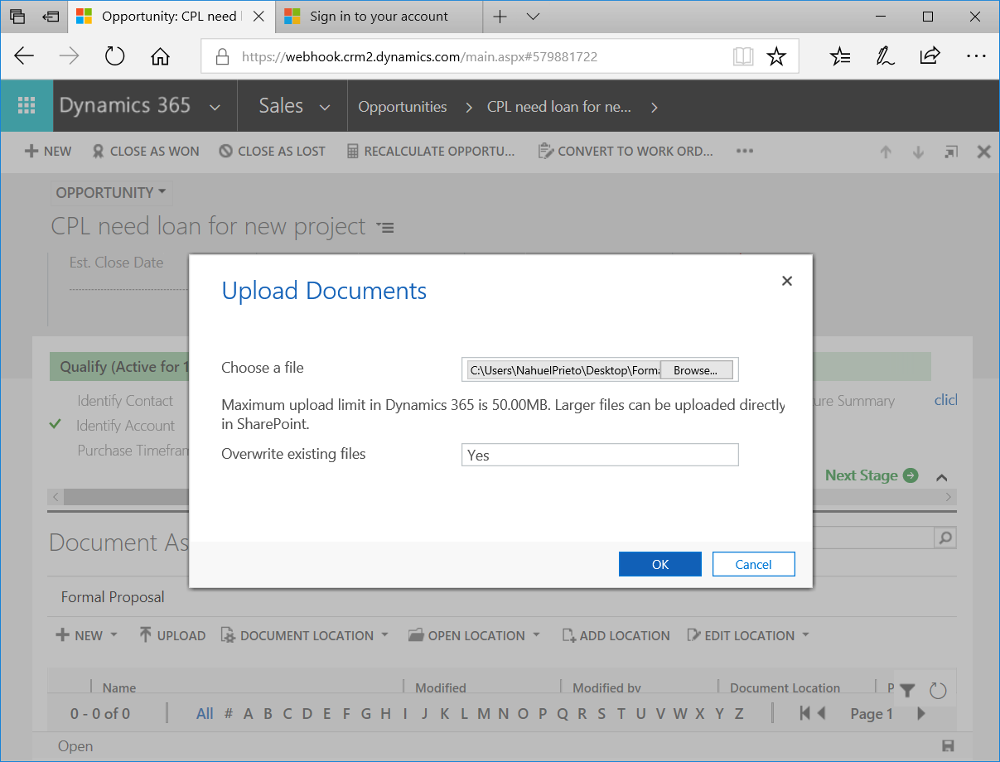 Opportunity: CPL need
Sign in to your account
https://webhook.crm2.dynamics.com/main.aspx#579881722
Dynamics 365
Sales
Opportunities
CPL need loan for ne...
NEW
CLOSE AS WON
CLOSE AS LOST
RECALCULATE OPPORTU...
CONVERT TO WORK ORD...
OPPORTUNITY
CPL need loan for new project
Est. Close Date
Upload Documents
Choose a file
C:\Users\NahuelPrieto\Desktop\Forma
Browse...
Maximum upload limit in Dynamics 365 is 50.00MB. Larger files can be uploaded directly
in SharePoint.
Overwrite existing files
Yes
OK
Cancel
Qualify (Active for 1
Identify Contact
Identify Account
Purchase Timefran
ure Summary
clicl
Next Stage
Document As
Formal Proposal
NEW
UPLOAD
DOCUMENT LOCATION
OPEN LOCATION
ADD LOCATION
EDIT LOCATION
Name
Modified
Modified by
Document Location
P
0 - 0 of 0
All # A B C D E F G H I J K L M N O P Q R S T U V W X Y Z
Page 1
Open